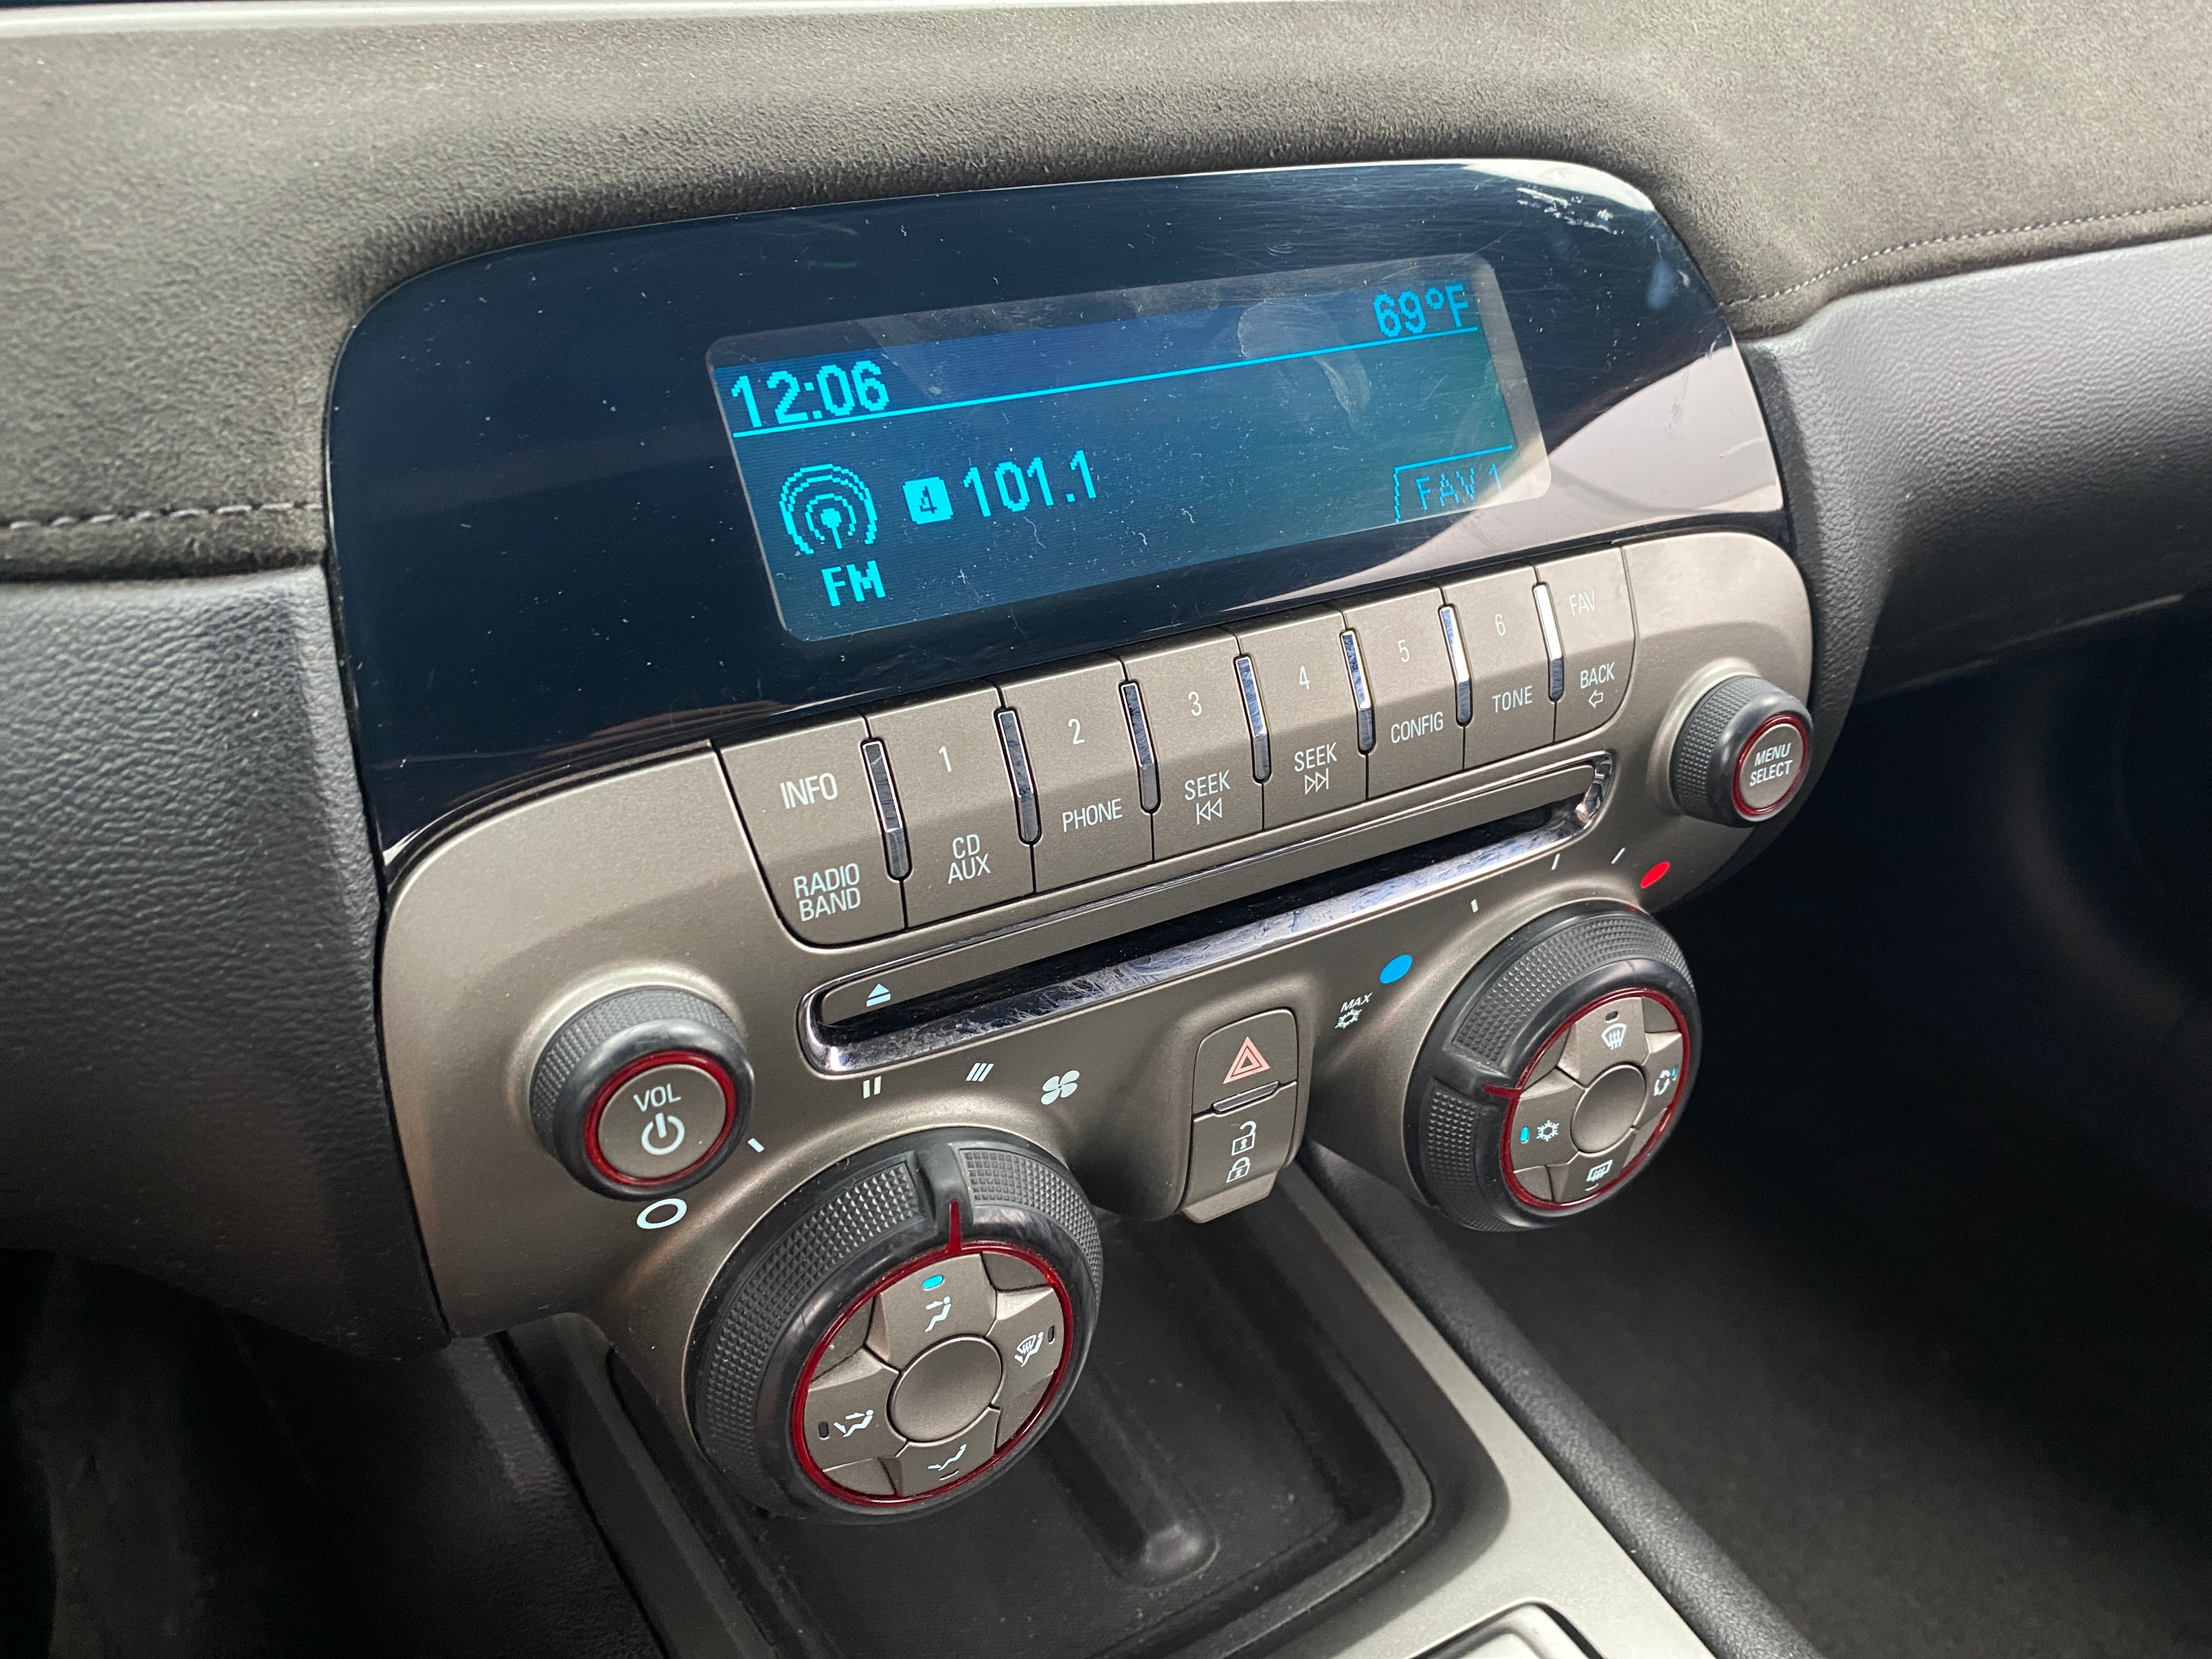 69°F
12:06
4 101.1
FAV 1
FM
INFO
1
2
3
4
5
6
FAV
RADIO
BAND
CD
AUX
PHONE
SEEK
SEEK
CONFIG
TONE
BACK
MENU
SELECT
MAX
VOL